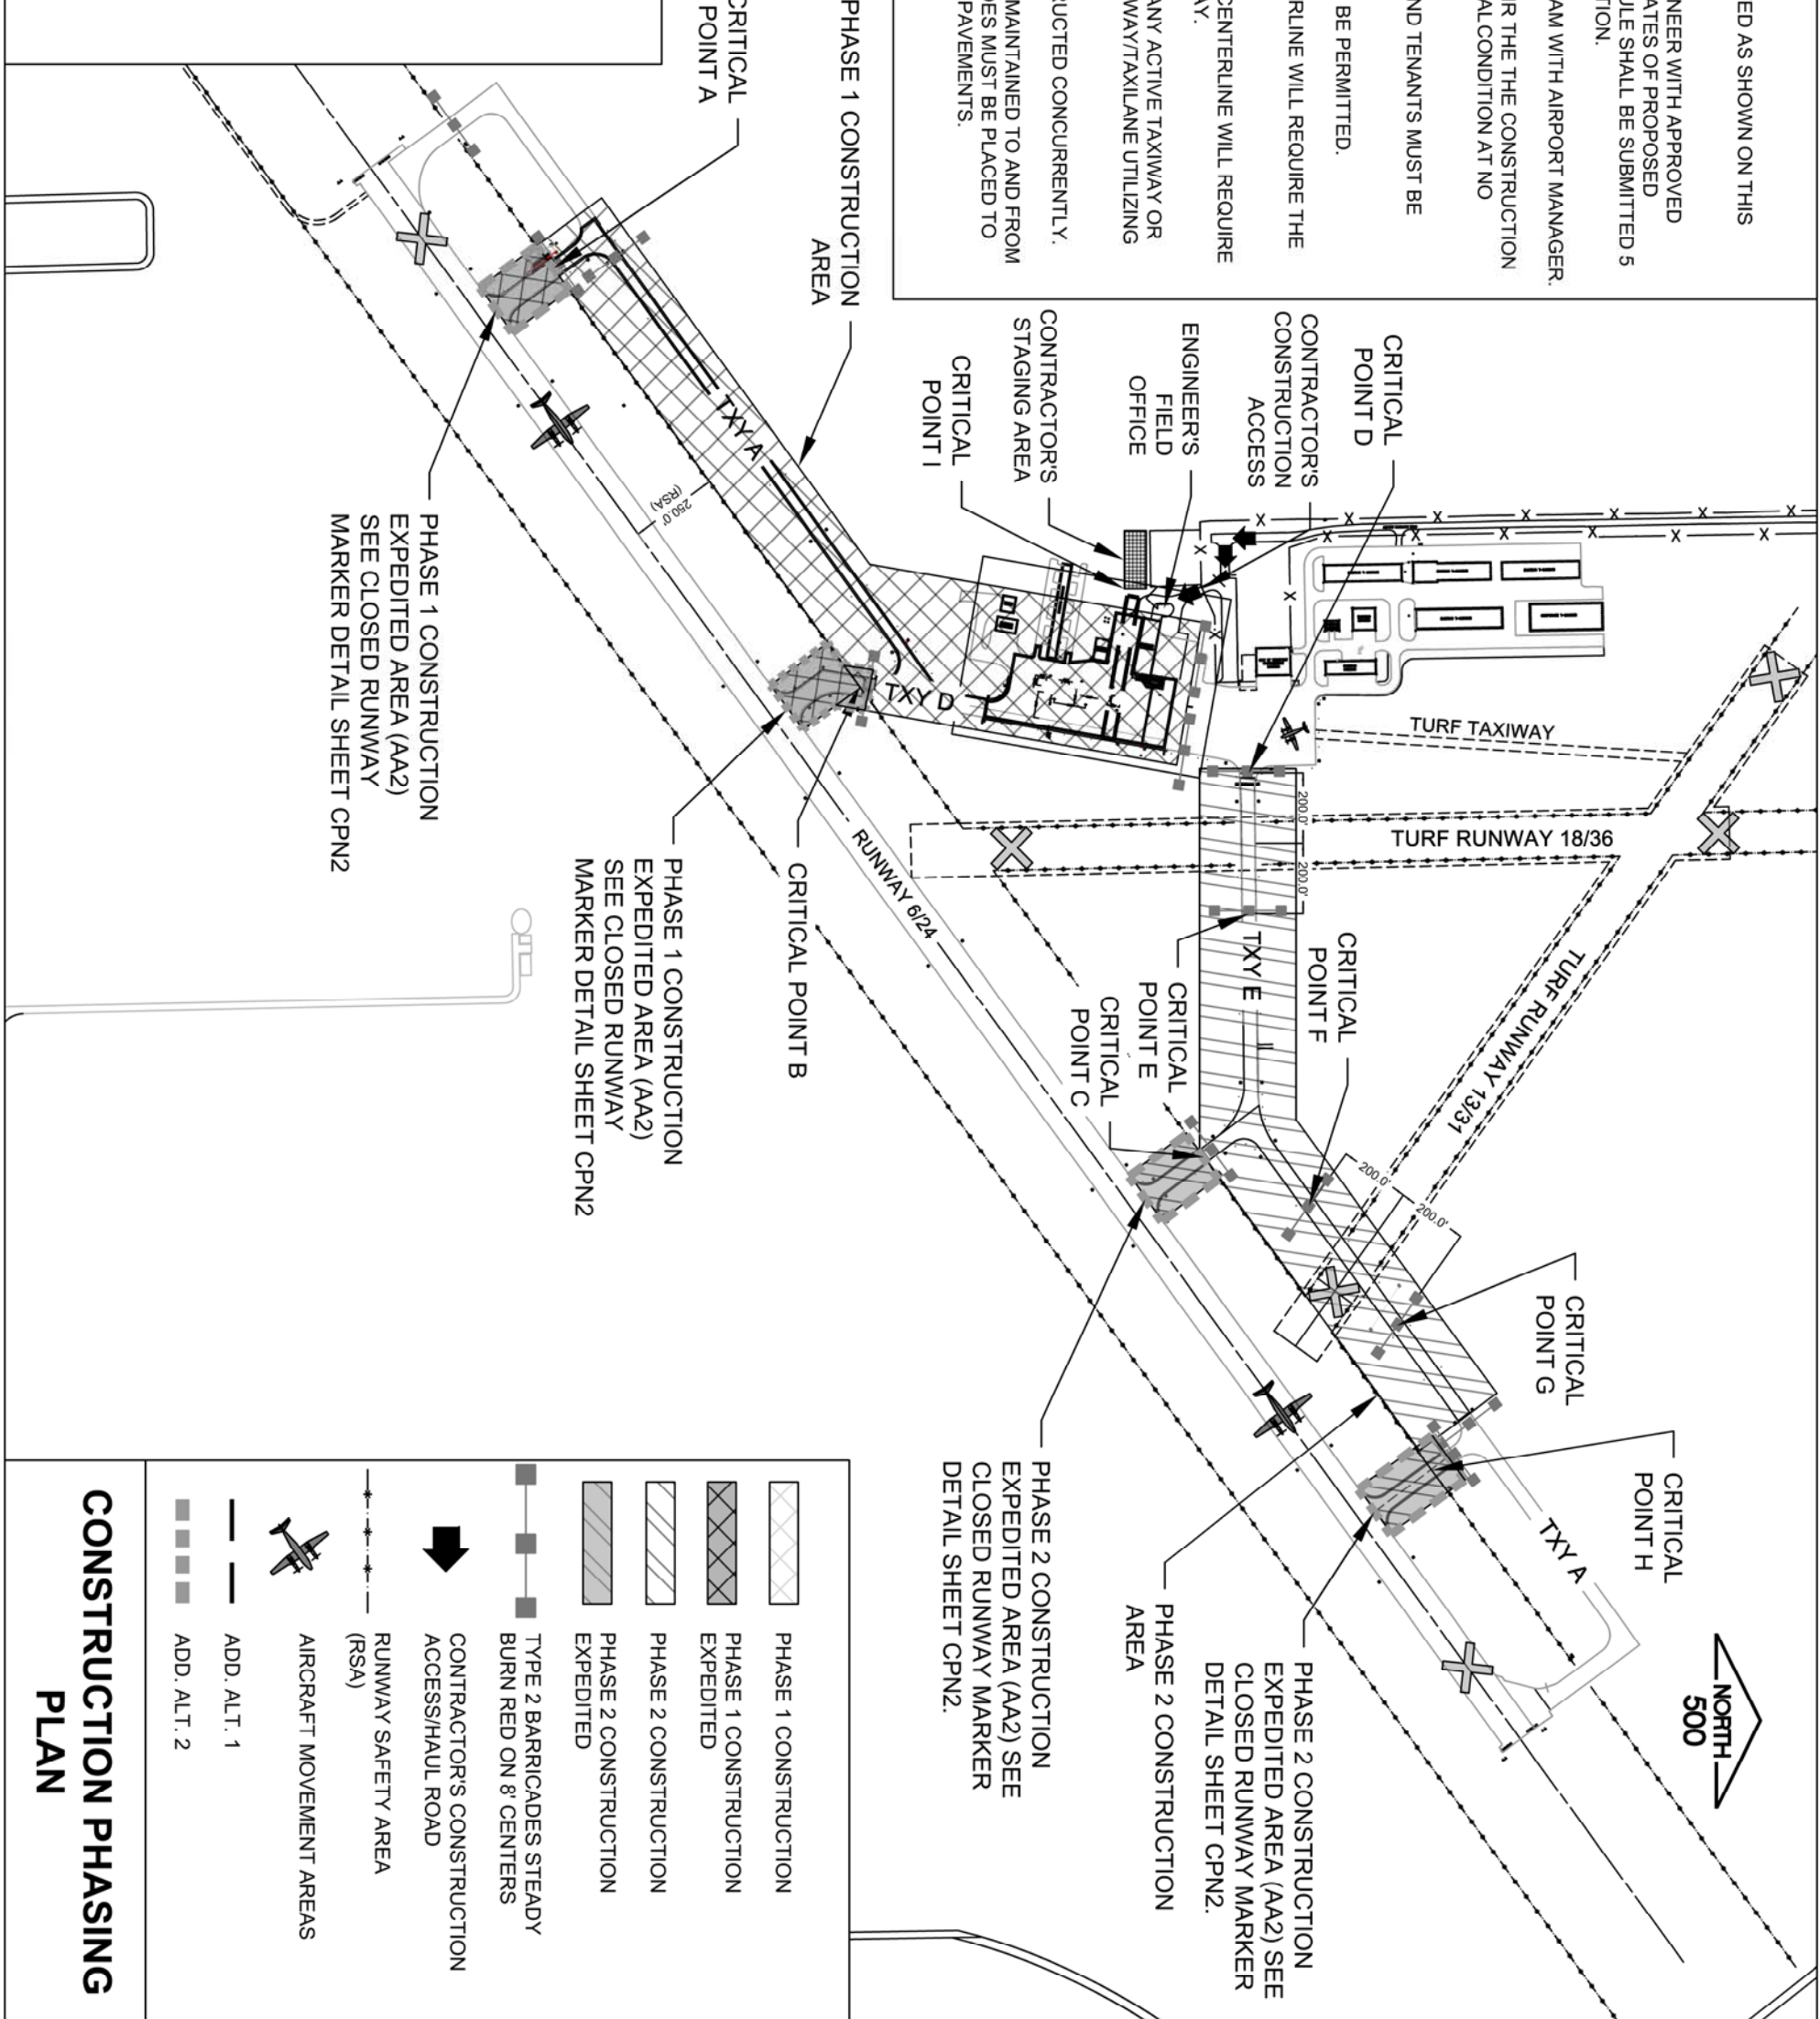 ED AS SHOWN ON THIS
NEER WITH APPROVED
ATES OF PROPOSED
ULE SHALL BE SUBMITTED 5
TION.
AM WITH AIRPORT MANAGER.
IR THE THE CONSTRUCTION
AL CONDITION AT NO
ND TENANTS MUST BE
BE PERMITTED.
RLINE WILL REQUIRE THE
CENTERLINE WILL REQUIRE
AY.
ANY ACTIVE TAXIWAY OR
WAY/TAXILANE UTILIZING
RUCTED CONCURRENTLY.
MAINTAINED TO AND FROM
DES MUST BE PLACED TO
PAVEMENTS.
CRITICAL
POINT D
CONTRACTOR'S
CONSTRUCTION
ACCESS
ENGINEER'S
FIELD
OFFICE
CONTRACTOR'S
STAGING AREA
CRITICAL
POINT I
PHASE 1 CONSTRUCTION
AREA
CRITICAL
POINT A
TXY A
250.0'
(RSA)
PHASE 1 CONSTRUCTION
EXPEDITED AREA (AA2)
SEE CLOSED RUNWAY
MARKER DETAIL SHEET CPN2
TXY D
TURF TAXIWAY
TURF RUNWAY 18/36
200.0'
200.0'
RUNWAY 6/24
CRITICAL POINT B
PHASE 1 CONSTRUCTION
EXPEDITED AREA (AA2)
SEE CLOSED RUNWAY
MARKER DETAIL SHEET CPN2
TURF RUNWAY 13/31
CRITICAL
POINT F
TXY E
CRITICAL
POINT E
CRITICAL
POINT C
200.0'
200.0'
CRITICAL
POINT G
CRITICAL
POINT H
TXY A
NORTH
500
PHASE 2 CONSTRUCTION
EXPEDITED AREA (AA2) SEE
CLOSED RUNWAY MARKER
DETAIL SHEET CPN2.
PHASE 2 CONSTRUCTION
AREA
PHASE 2 CONSTRUCTION
EXPEDITED AREA (AA2) SEE
CLOSED RUNWAY MARKER
DETAIL SHEET CPN2.
PHASE 1 CONSTRUCTION
PHASE 1 CONSTRUCTION
EXPEDITED
PHASE 2 CONSTRUCTION
PHASE 2 CONSTRUCTION
EXPEDITED
TYPE 2 BARRICADES STEADY
BURN RED ON 8' CENTERS
CONTRACTOR'S CONSTRUCTION
ACCESS/HAUL ROAD
RUNWAY SAFETY AREA
(RSA)
AIRCRAFT MOVEMENT AREAS
ADD. ALT. 1
ADD. ALT. 2
CONSTRUCTION PHASING
PLAN